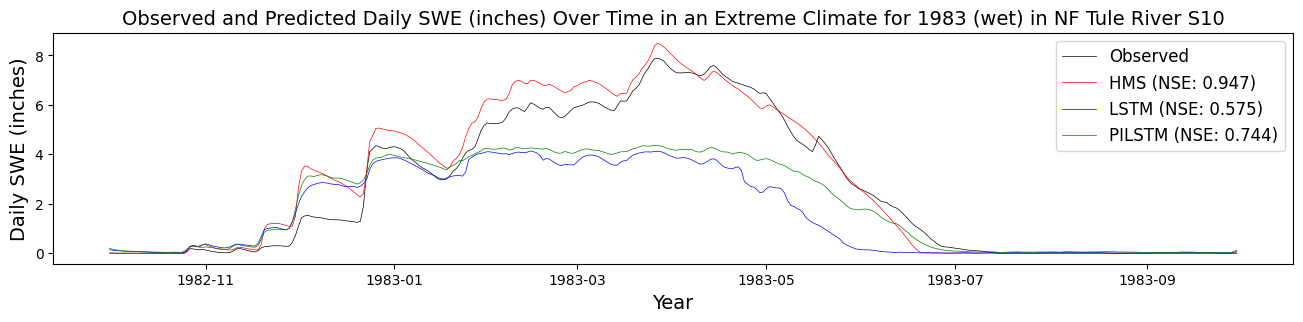 Observed and Predicted Daily SWE (inches) Over Time in an Extreme Climate for 1983 (wet) in NF Tule River S10
Daily SWE (inches)
8
6
4
2
0
Observed
HMS (NSE: 0.947)
LSTM (NSE: 0.575)
PILSTM (NSE: 0.744)
1982-11 1983-01 1983-03 1983-05 1983-07 1983-09
Year